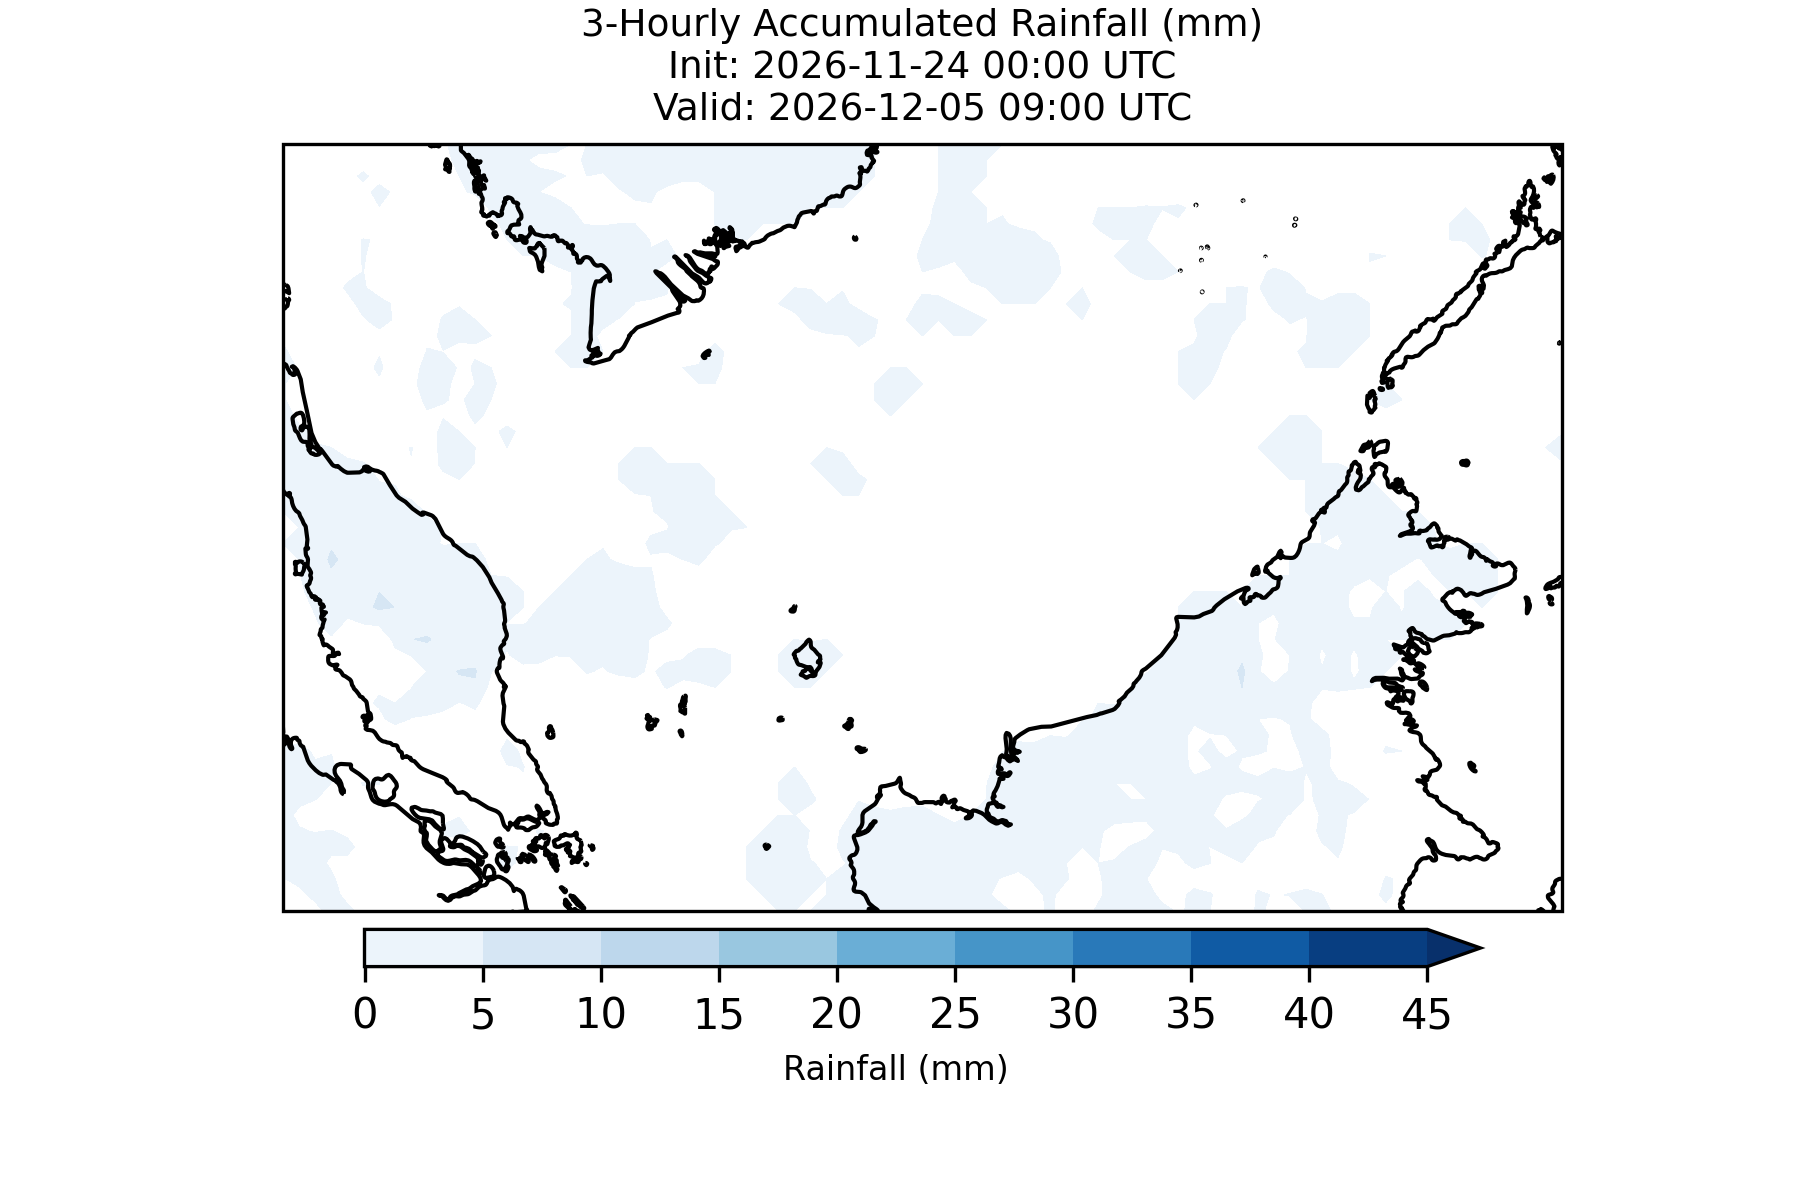 3-Hourly Accumulated Rainfall (mm)
Init: 2026-11-24 00:00 UTC
Valid: 2026-12-05 09:00 UTC
0 5 10 15 20 25 30 35 40 45
Rainfall (mm)